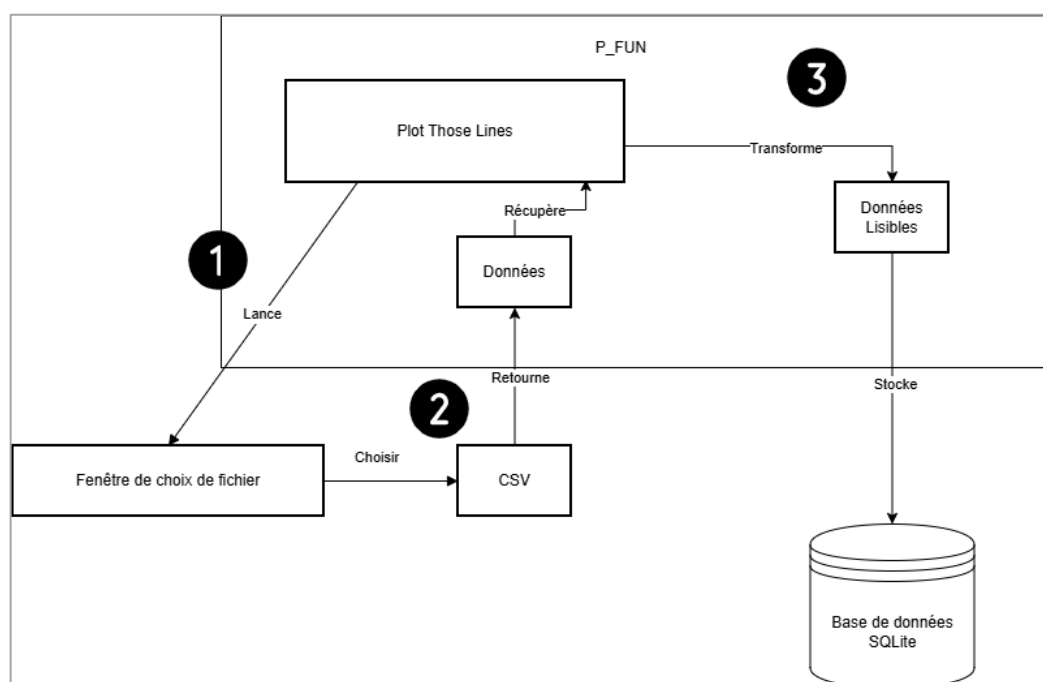 P_FUN
3
Plot Those Lines
Transforme
Récupère
Données
Lisibles
1
Données
Lance
Retourne
Stocke
2
Choisir
Fenêtre de choix de fichier
CSV
Base de données
SQLite